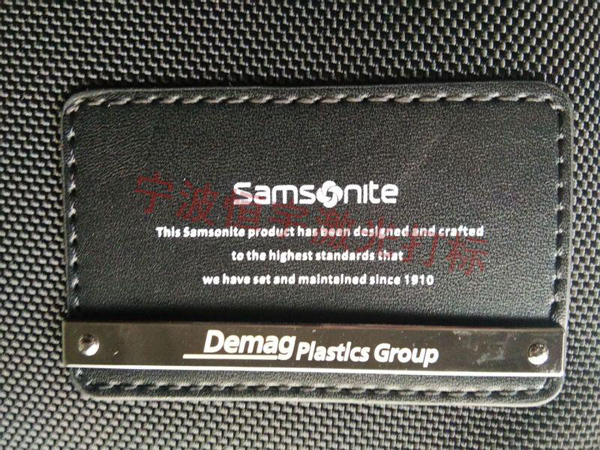 Samsonite
This Samsonite product has been designed and crafted
to the highest standards that
we have set and maintained since 1910
宁波恒宇激光打标
Demag Plastics Group